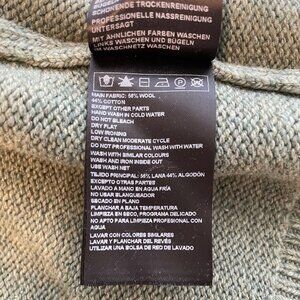 SCHONENDE TROCKENREINIGUNG
PROFESSIONELLE NASSREINIGUNG
UNTERSAGT
MIT ÄHNLICHEN FARBEN WASCHEN
LINKS WASCHEN UND BÜGELN
IM WASCHNETZ WASCHEN
MAIN FABRIC: 56% WOOL
44% COTTON
EXCEPT OTHER PARTS
HAND WASH IN COLD WATER
DO NOT BLEACH
DRY FLAT
LOW IRONING
DRY CLEAN MODERATE CYCLE
DO NOT PROFESSIONAL WASH WITH WATER
WASH WITH SIMILAR COLOURS
WASH AND IRON INSIDE OUT
USE WASH NET
TEJIDO PRINCIPAL: 56% LANA 44% ALGODÓN
EXCEPTO OTRAS PARTES
LAVADO A MANO EN AGUA FRÍA
NO USAR BLANQUEADOR
SECADO EN PLANO
PLANCHAR A BAJA TEMPERATURA
LIMPIEZA EN SECO, PROGRAMA DELICADO
NO APTO PARA LIMPIEZA PROFESIONAL CON
AGUA
LAVAR CON COLORES SIMILARES
LAVAR Y PLANCHAR DEL REVÉS
UTILIZAR UNA BOLSA DE RED DE LAVADO